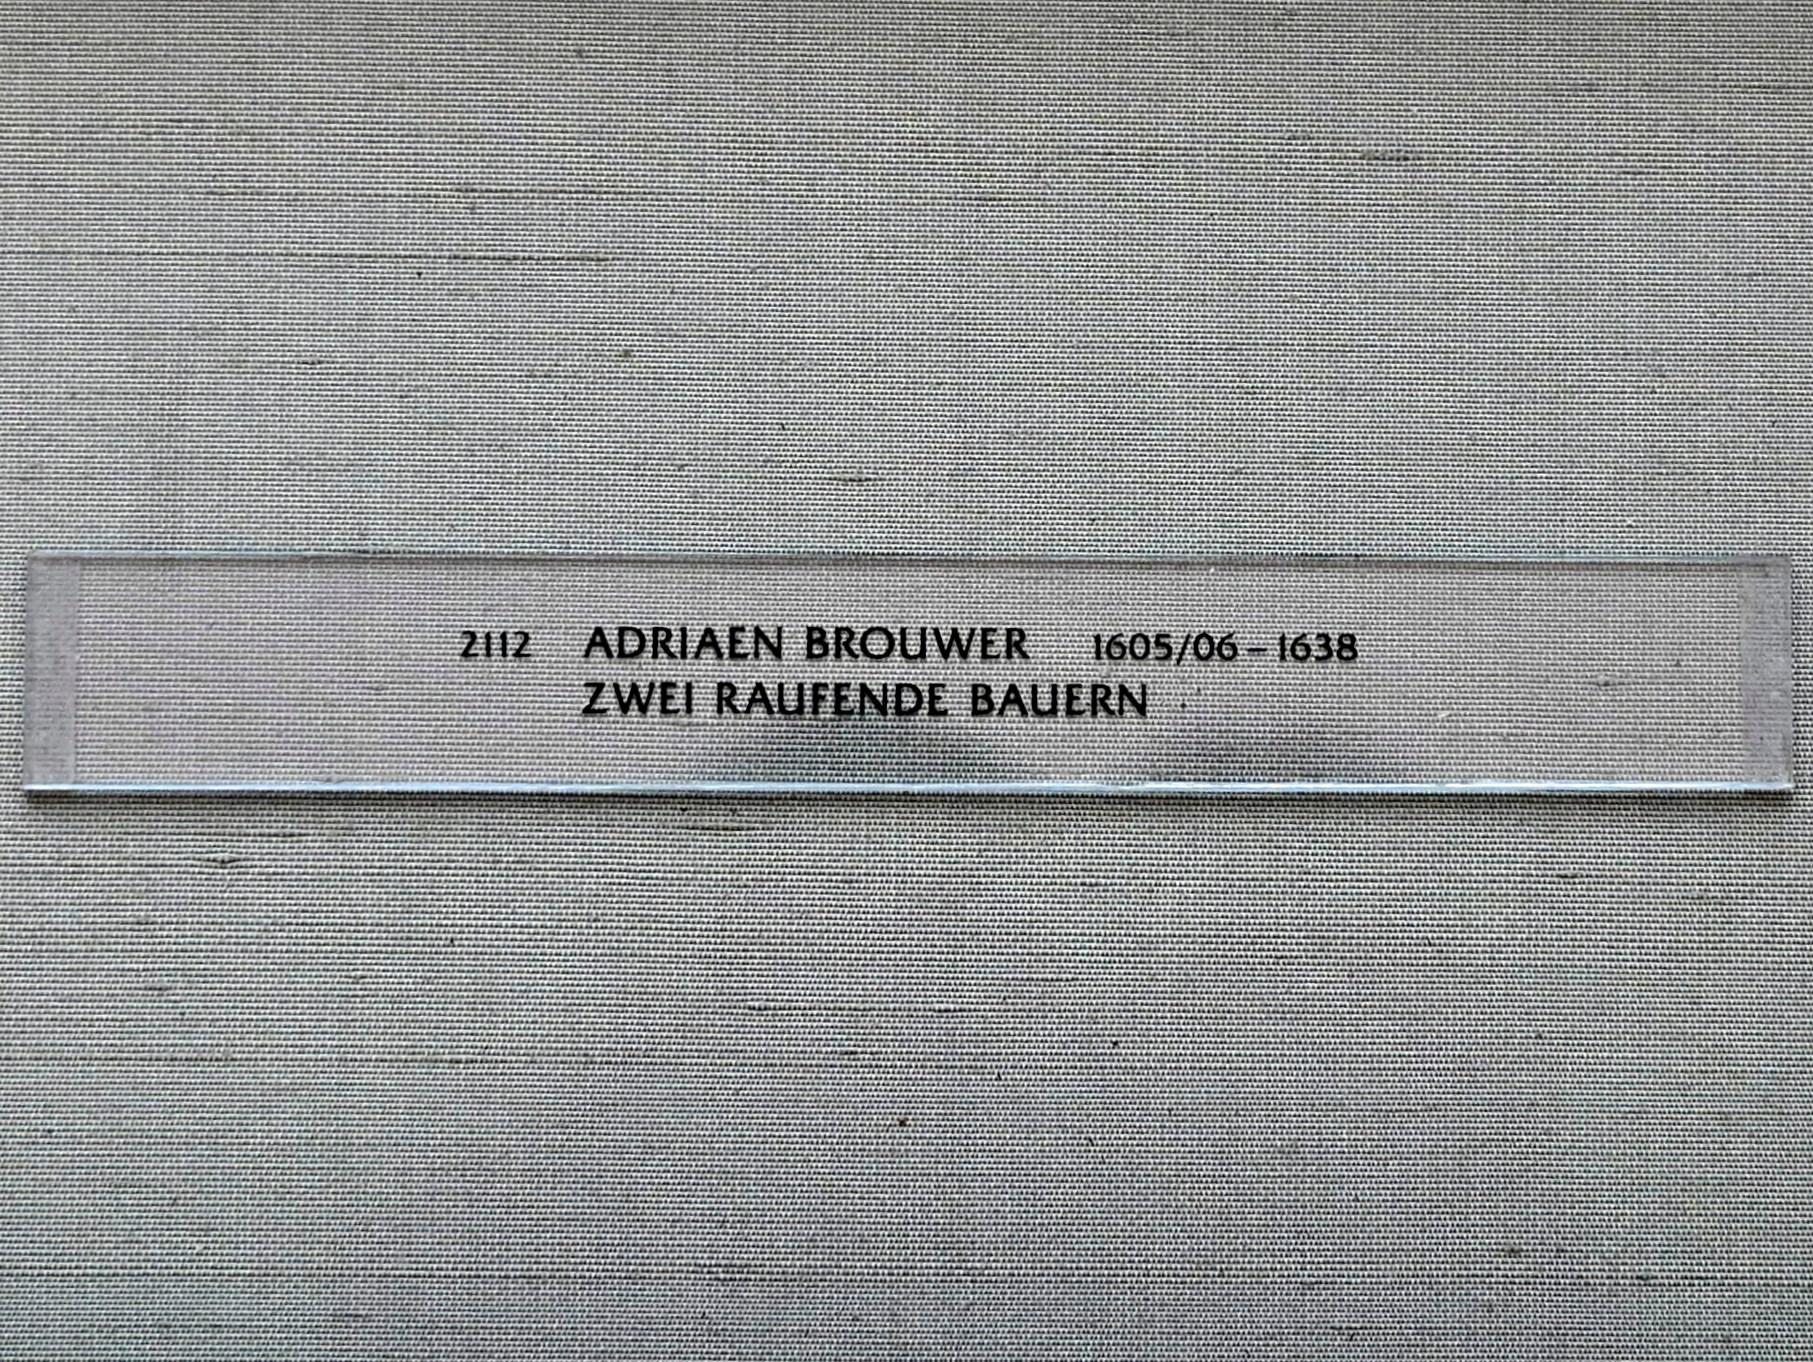 2112 ADRIAEN BROUWER 1605/06 – 1638
ZWEI RAUFENDE BAUERN